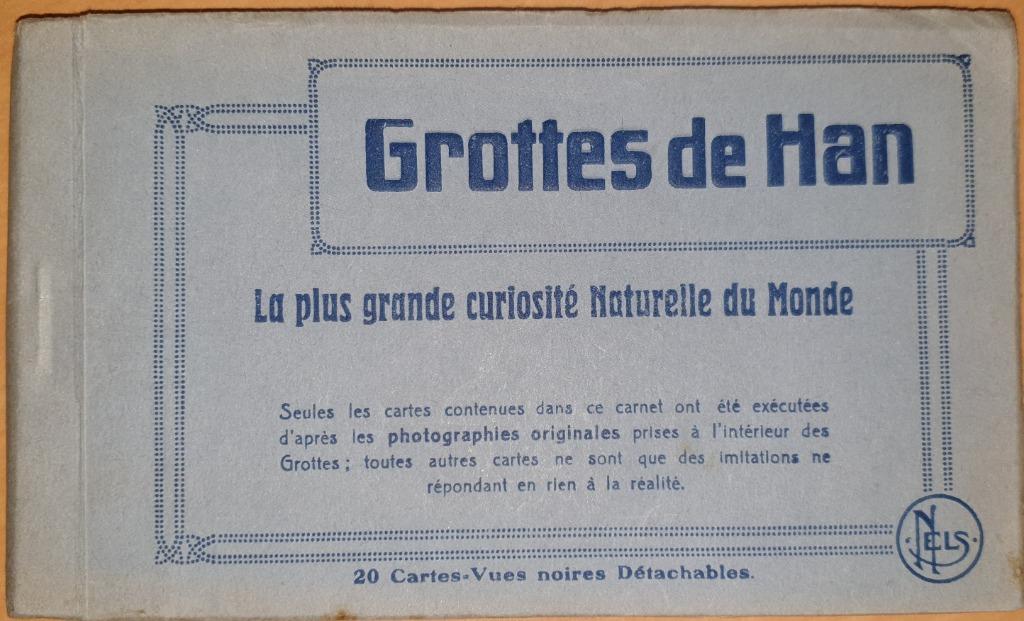 Grottes de Han
La plus grande curiosité Naturelle du Monde
Seules les cartes contenues dans ce carnet ont été exécutées
d'après les photographies originales prises à l'intérieur des
Grottes ; toutes autres cartes ne sont que des imitations ne
répondant en rien à la réalité.
NELS
20 Cartes-Vues noires Détachables.